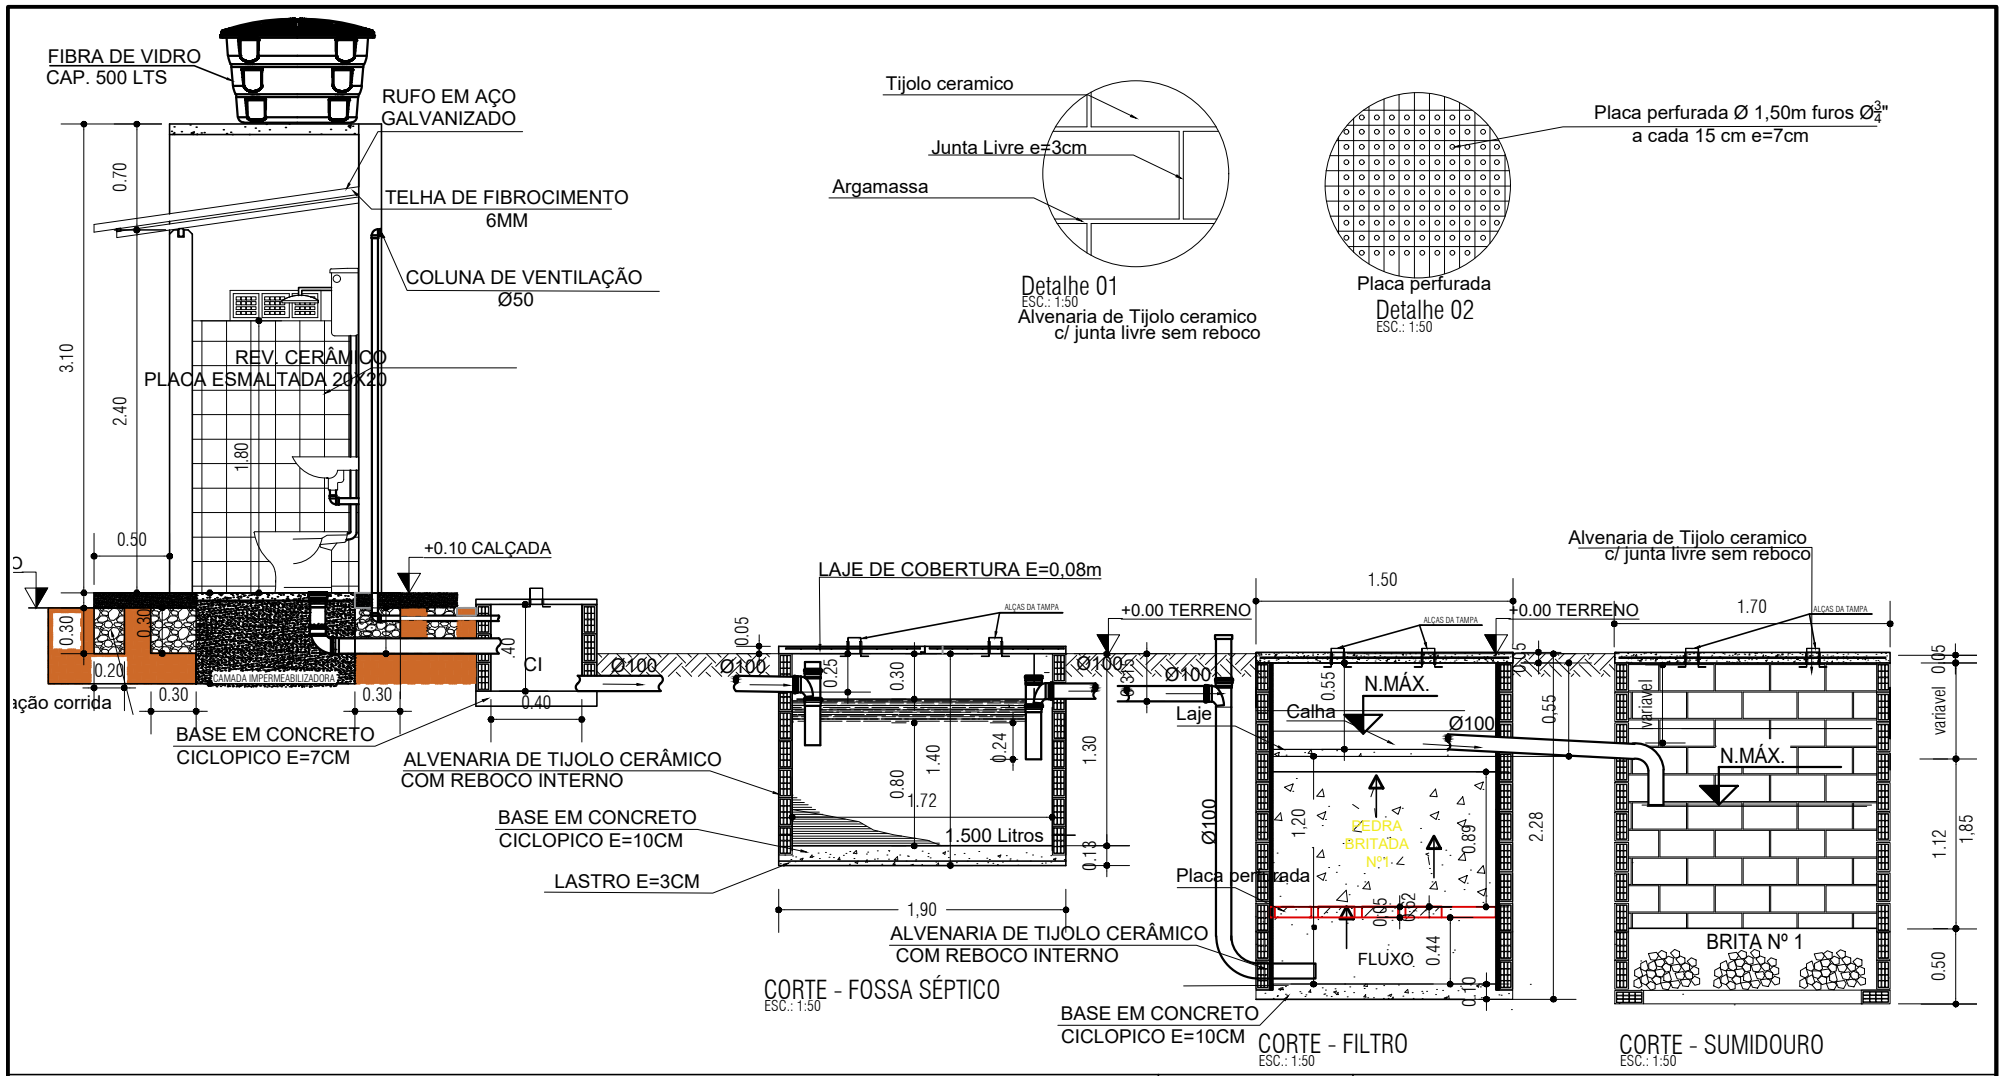 FIBRA DE VIDRO
CAP. 500 LTS
RUFO EM AÇO
GALVANIZADO
TELHA DE FIBROCIMENTO
6MM
COLUNA DE VENTILAÇÃO
Ø50
REV. CERÂMICO
PLACA ESMALTADA 20X20
0.70
3.10
2.40
1.80
0.50
+0.10 CALÇADA
O
0.30
0.30
0.20
0.30
0.30
CAMADA IMPERMEABILIZADORA
ação corrida
.40
CI
0.40
BASE EM CONCRETO
CICLOPICO E=7CM
Tijolo ceramico
Junta Livre e=3cm
Argamassa
Detalhe 01
ESC.: 1:50
Alvenaria de Tijolo ceramico
c/ junta livre sem reboco
Placa perfurada Ø 1,50m furos Ø3/4"
a cada 15 cm e=7cm
Placa perfurada
Detalhe 02
ESC.: 1:50
LAJE DE COBERTURA E=0,08m
ALÇAS DA TAMPA
+0.00 TERRENO
0.05
Ø100
Ø100
0.25
0.30
Ø100
0.24
1.40
0.80
1.72
1.30
1.500 Litros
0.13
1,90
ALVENARIA DE TIJOLO CERÂMICO
COM REBOCO INTERNO
BASE EM CONCRETO
CICLOPICO E=10CM
LASTRO E=3CM
CORTE - FOSSA SÉPTICO
ESC.: 1:50
1.50
+0.00 TERRENO
ALÇAS DA TAMPA
Ø100
0.55
N.MÁX.
Laje
Calha
Ø100
0,55
Ø100
1,20
PEDRA
BRITADA
Nº1
0.89
2.28
Placa perfurada
0.05
FLUXO
0.44
0.10
ALVENARIA DE TIJOLO CERÂMICO
COM REBOCO INTERNO
BASE EM CONCRETO
CICLOPICO E=10CM
CORTE - FILTRO
ESC.: 1:50
Alvenaria de Tijolo ceramico
c/ junta livre sem reboco
1.70
ALÇAS DA TAMPA
0.05
variavel
variavel
N.MÁX.
1.12
1,85
BRITA Nº 1
0.50
CORTE - SUMIDOURO
ESC.: 1:50